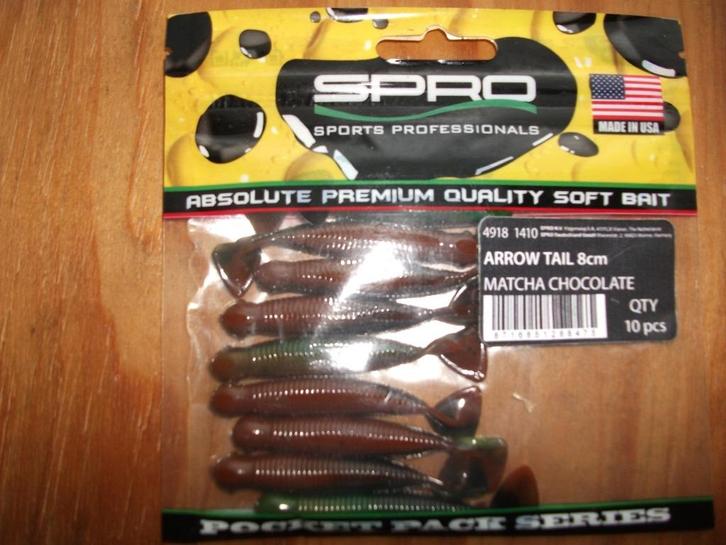 SPRO
SPORTS PROFESSIONALS
MADE IN USA
ABSOLUTE PREMIUM QUALITY SOFT BAIT
4918 1410
ARROW TAIL 8cm
MATCHA CHOCOLATE
QTY
10 pcs
POCKET PACK SERIES